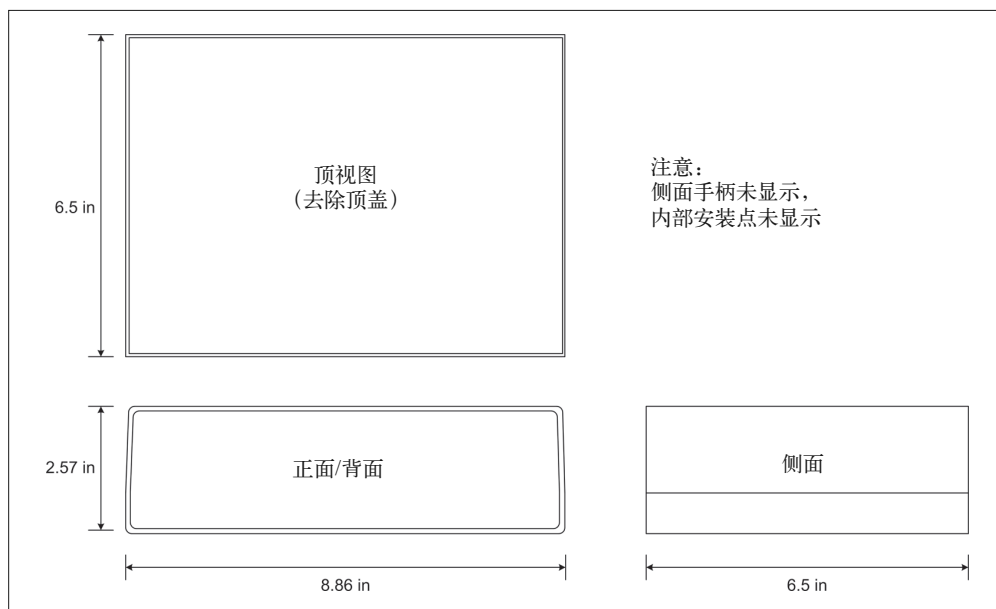 顶视图
（去除顶盖）
6.5 in
注意：
侧面手柄未显示，
内部安装点未显示
2.57 in
正面/背面
侧面
8.86 in
6.5 in